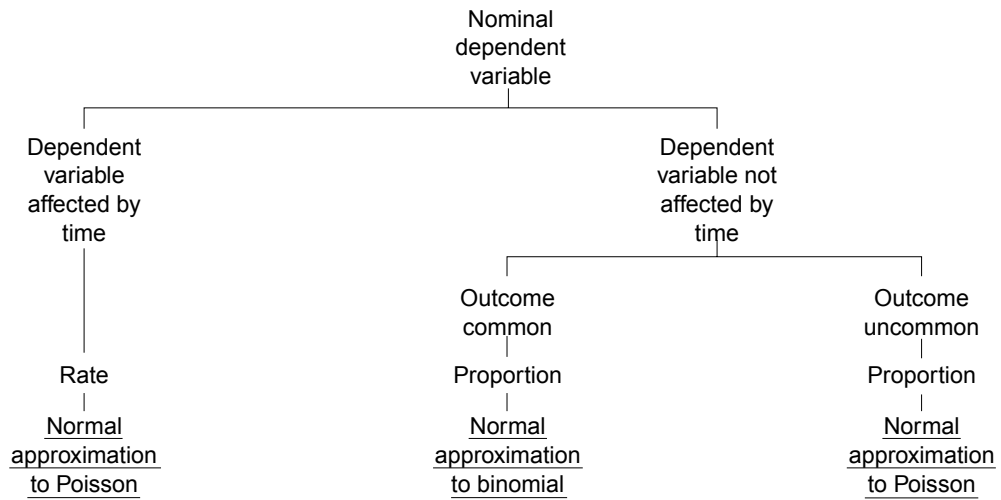 Nominal
dependent
variable
Dependent
variable
affected by
time
Dependent
variable not
affected by
time
Outcome
common
Outcome
uncommon
Rate
Proportion
Proportion
Normal
approximation
to Poisson
Normal
approximation
to binomial
Normal
approximation
to Poisson